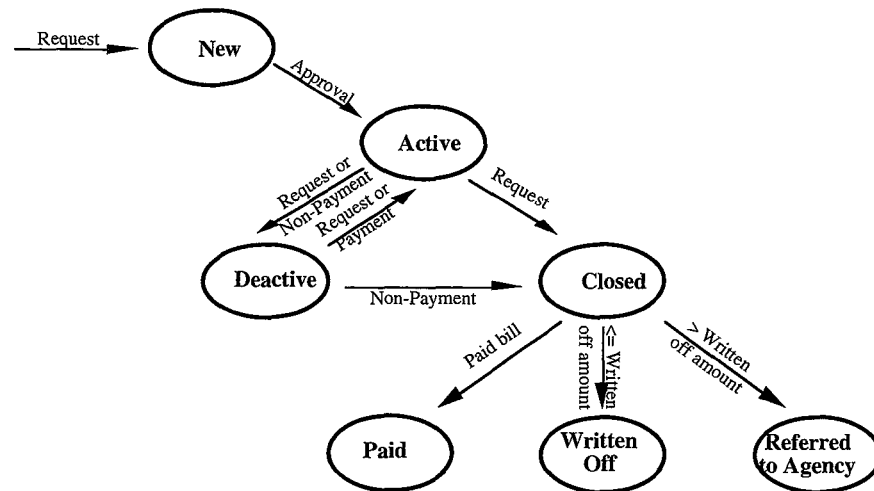 Request
New
Approval
Active
Request or
Non-Payment
Request or
Payment
Request
Deactive
Non-Payment
Closed
Paid bill
<= Written
off amount
> Written
off amount
Paid
Written
Off
Referred
to Agency